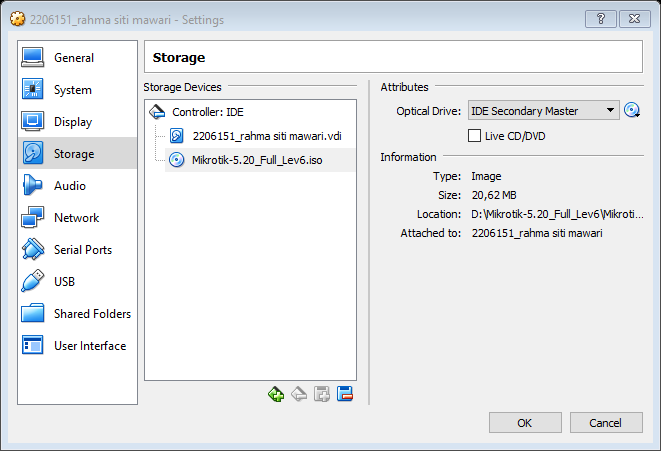 2206151_rahma siti mawari - Settings
General
System
Display
Storage
Audio
Network
Serial Ports
USB
Shared Folders
User Interface
Storage
Storage Devices
Controller: IDE
2206151_rahma siti mawari.vdi
Mikrotik-5.20_Full_Lev6.iso
Attributes
Optical Drive: IDE Secondary Master
Live CD/DVD
Information
Type: Image
Size: 20,62 MB
Location: D:\Mikrotik-5.20_Full_Lev6\Mikroti...
Attached to: 2206151_rahma siti mawari
OK Cancel